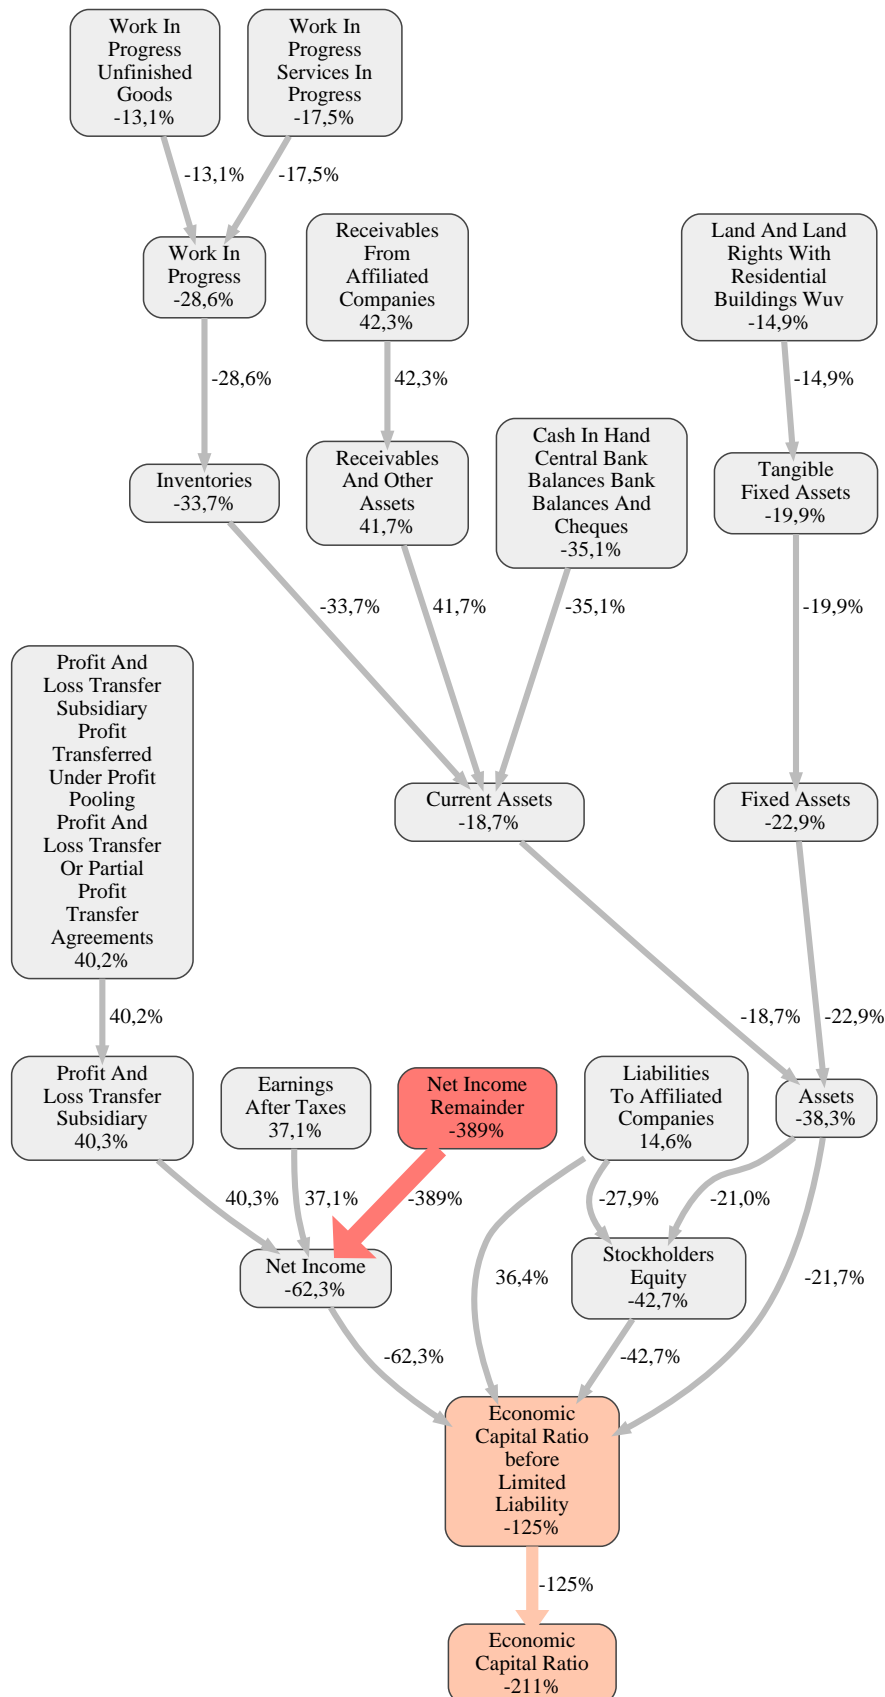 Work In
Progress
Unfinished
Goods
-13,1%
Work In
Progress
Services In
Progress
-17,5%
-13,1%
-17,5%
Work In
Progress
-28,6%
Receivables
From
Affiliated
Companies
42,3%
Land And Land
Rights With
Residential
Buildings Wuv
-14,9%
-28,6%
42,3%
-14,9%
Inventories
-33,7%
Receivables
And Other
Assets
41,7%
Cash In Hand
Central Bank
Balances Bank
Balances And
Cheques
-35,1%
Tangible
Fixed Assets
-19,9%
-33,7%
41,7%
-35,1%
-19,9%
Profit And
Loss Transfer
Subsidiary
Profit
Transferred
Under Profit
Pooling
Profit And
Loss Transfer
Or Partial
Profit
Transfer
Agreements
40,2%
Current Assets
-18,7%
Fixed Assets
-22,9%
40,2%
-18,7%
-22,9%
Profit And
Loss Transfer
Subsidiary
40,3%
Earnings
After Taxes
37,1%
Net Income
Remainder
-389%
Liabilities
To Affiliated
Companies
14,6%
Assets
-38,3%
40,3%
37,1%
-389%
-27,9%
-21,0%
Net Income
-62,3%
36,4%
Stockholders
Equity
-42,7%
-21,7%
-62,3%
-42,7%
Economic
Capital Ratio
before
Limited
Liability
-125%
-125%
Economic
Capital Ratio
-211%